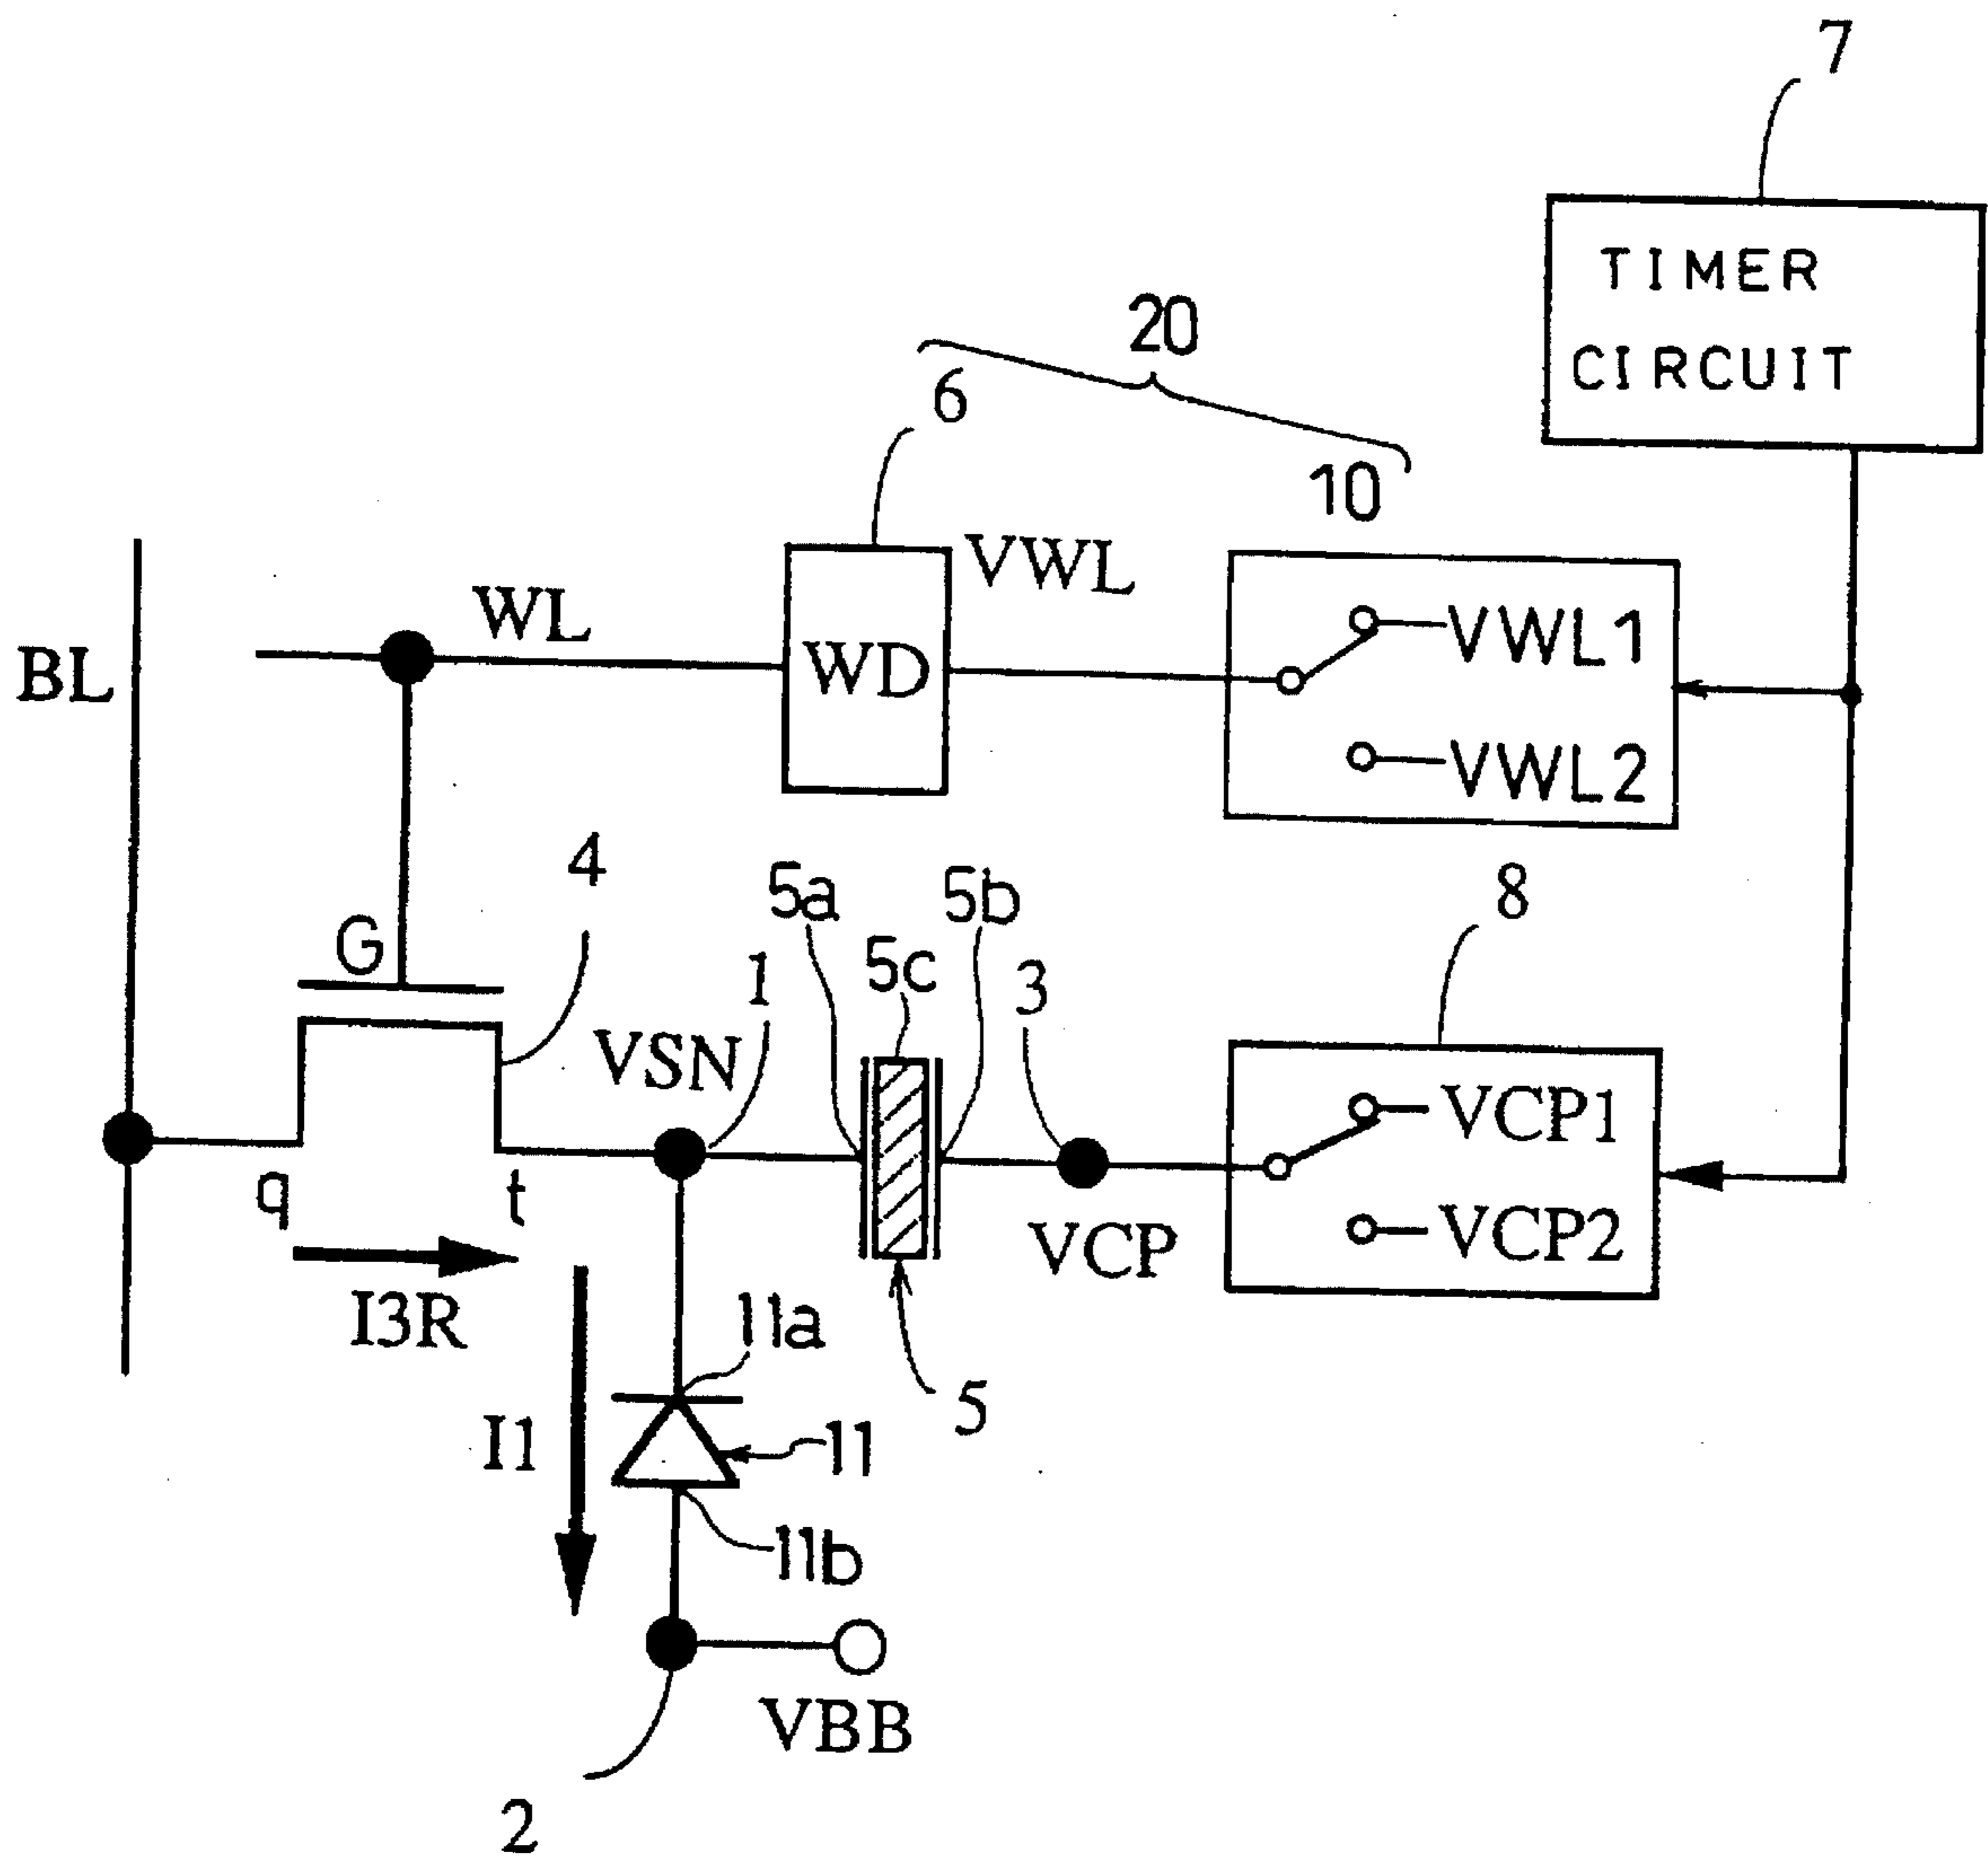 7
TIMER
CIRCUIT
20
6
10
VWL
WL
WD
VWL1
BL
VWL2
4
5a
5b
8
G
5c
1
3
VSN
VCP1
q
t
VCP
VCP2
I3R
11a
5
I1
11
11b
VBB
2